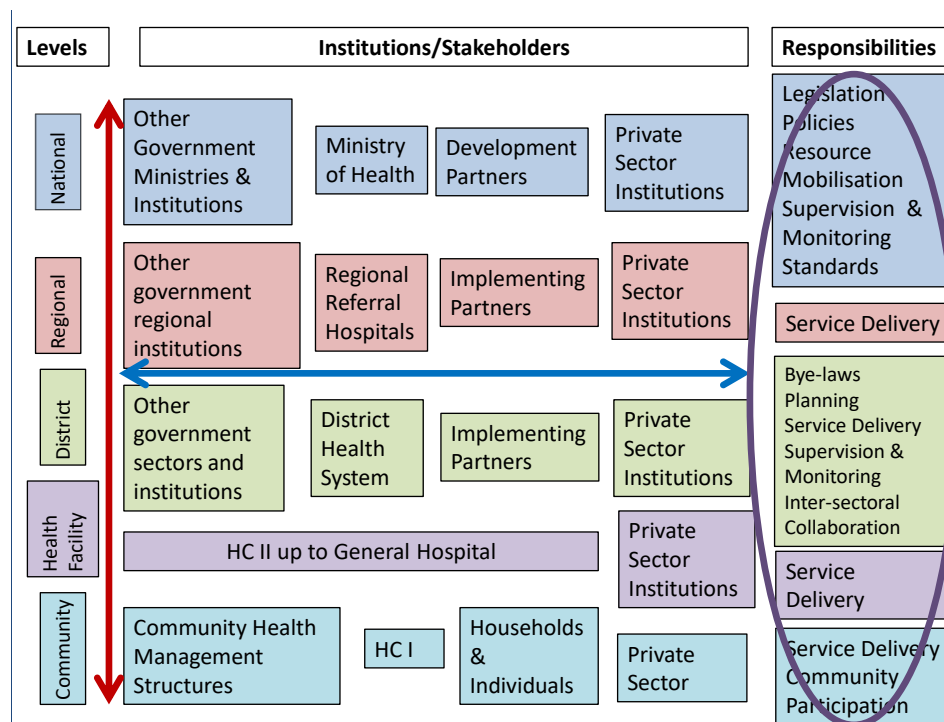 Levels
Institutions/Stakeholders
Responsibilities
National
Other
Government
Ministries &
Institutions
Ministry
of Health
Development
Partners
Private
Sector
Institutions
Legislation
Policies
Resource
Mobilisation
Supervision &
Monitoring
Standards
Regional
Other
government
regional
institutions
Regional
Referral
Hospitals
Implementing
Partners
Private
Sector
Institutions
Service Delivery
District
Other
government
sectors and
institutions
District
Health
System
Implementing
Partners
Private
Sector
Institutions
Bye-laws
Planning
Service Delivery
Supervision &
Monitoring
Inter-sectoral
Collaboration
Health
Facility
HC II up to General Hospital
Private
Sector
Institutions
Service
Delivery
Community
Community Health
Management
Structures
HC I
Households
&
Individuals
Private
Sector
Service Delivery
Community
Participation